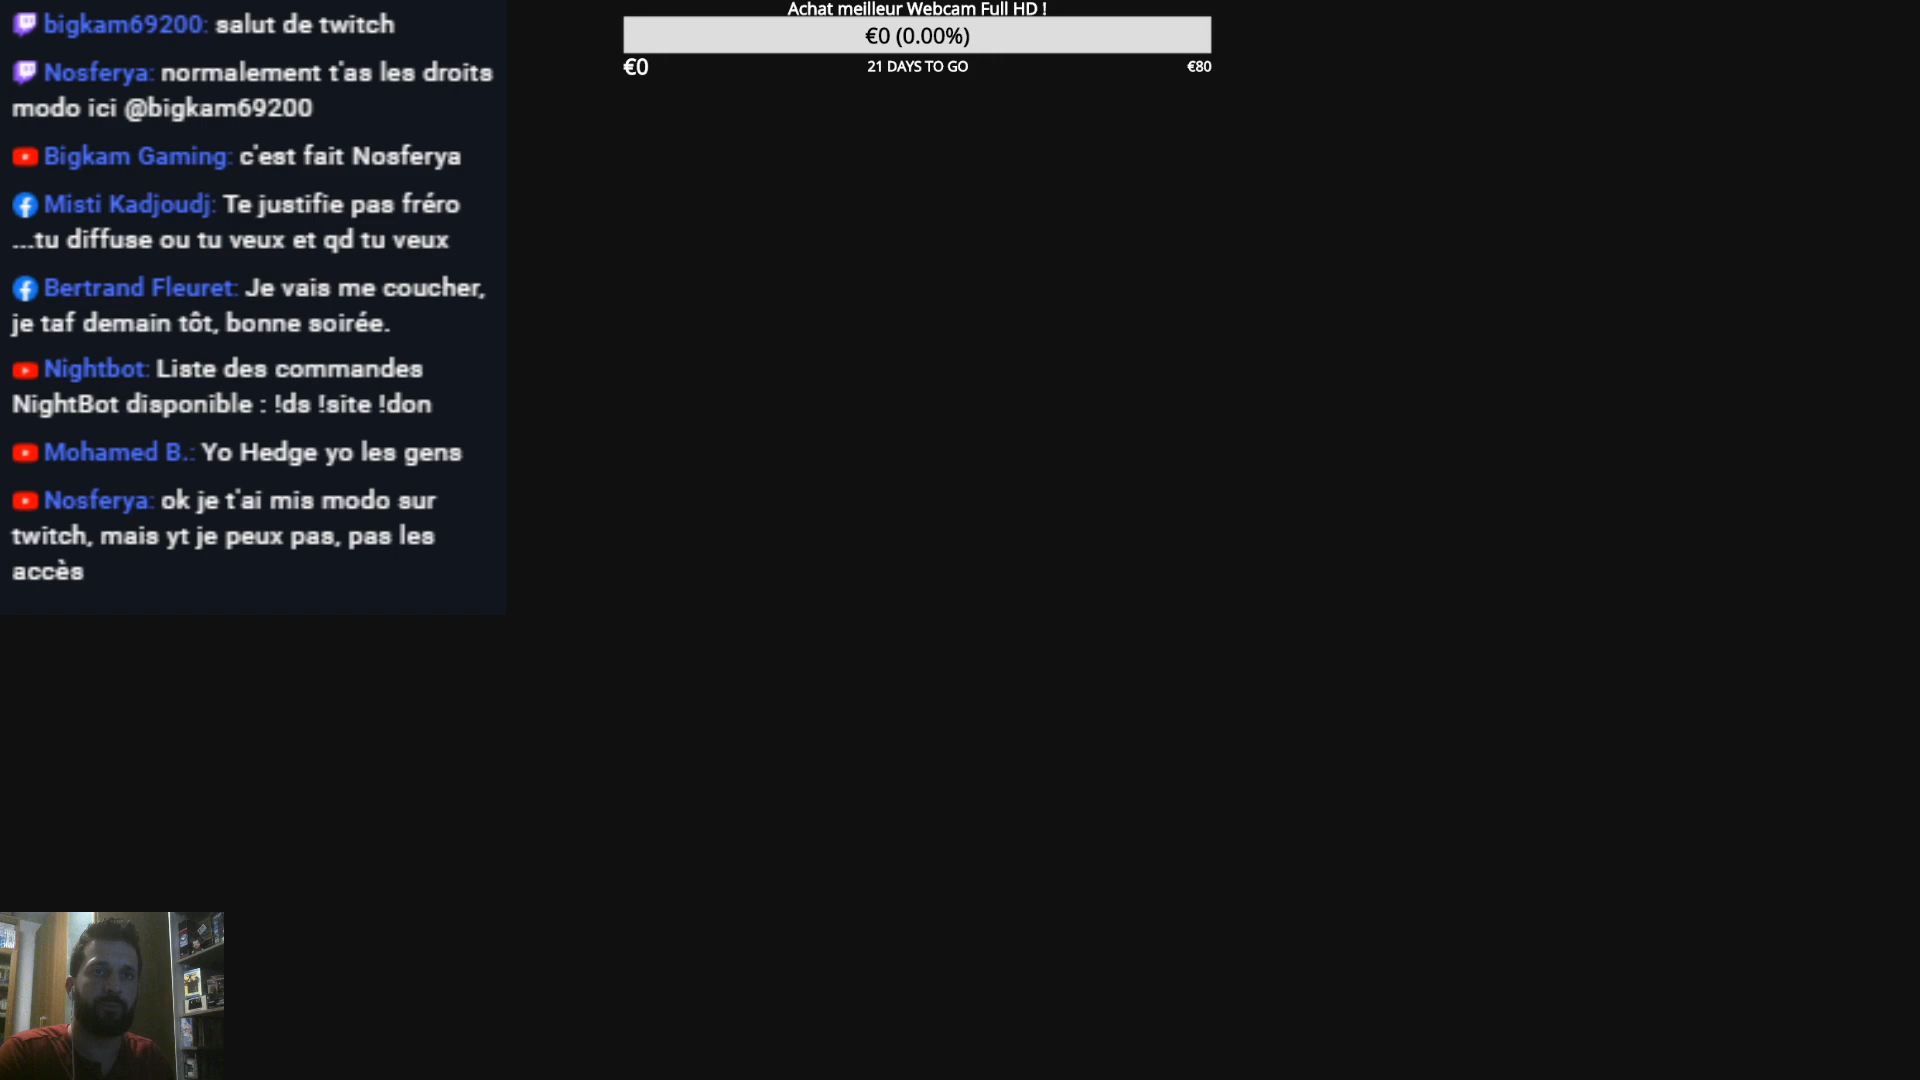 bigkam69200: salut de twitch
Nosferya: normalement t'as les droits
modo ici @bigkam69200
Bigkam Gaming: c'est fait Nosferya
Misti Kadjoudj: Te justifie pas fréro
...tu diffuse ou tu veux et qd tu veux
Bertrand Fleuret: Je vais me coucher,
je taf demain tôt, bonne soirée.
Nightbot: Liste des commandes
NightBot disponible : !ds !site !don
Mohamed B.: Yo Hedge yo les gens
Nosferya: ok je t'ai mis modo sur
twitch, mais yt je peux pas, pas les
accès
Achat meilleur Webcam Full HD !
€0 (0.00%)
€0 21 DAYS TO GO €80